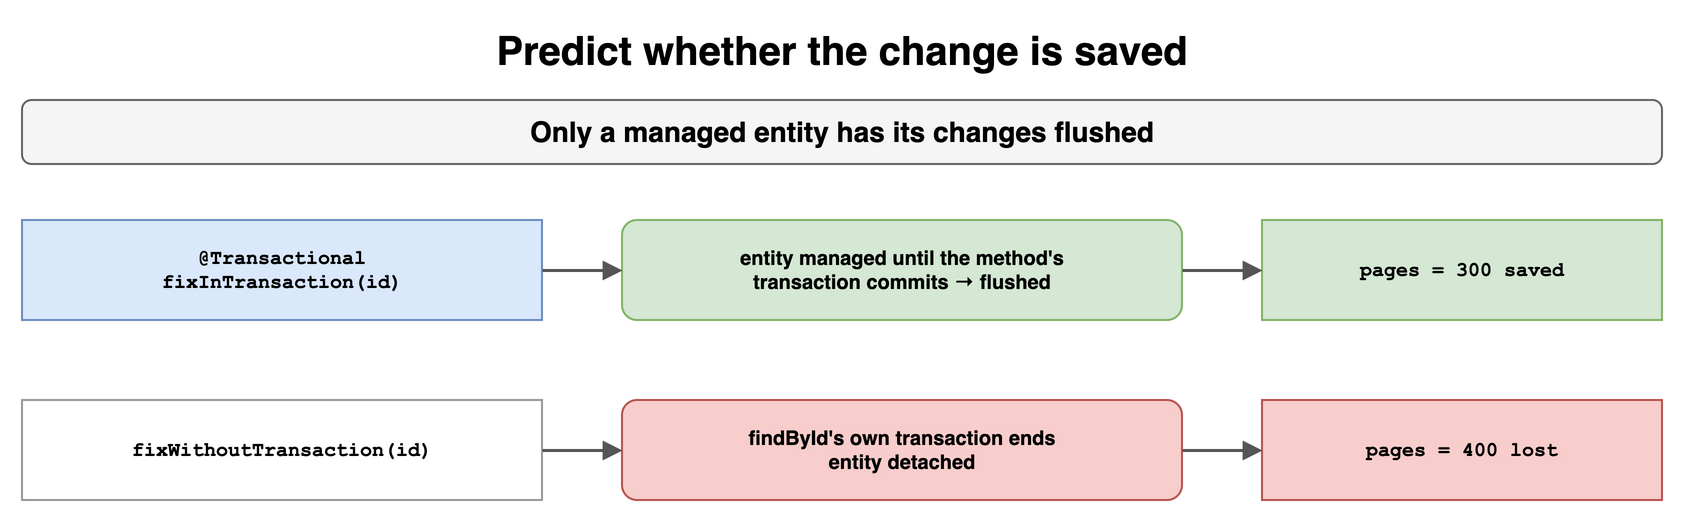 Predict whether the change is saved
Only a managed entity has its changes flushed
@Transactional
fixInTransaction(id)
entity managed until the method's
transaction commits → flushed
pages = 300 saved
fixWithoutTransaction(id)
findById's own transaction ends
entity detached
pages = 400 lost